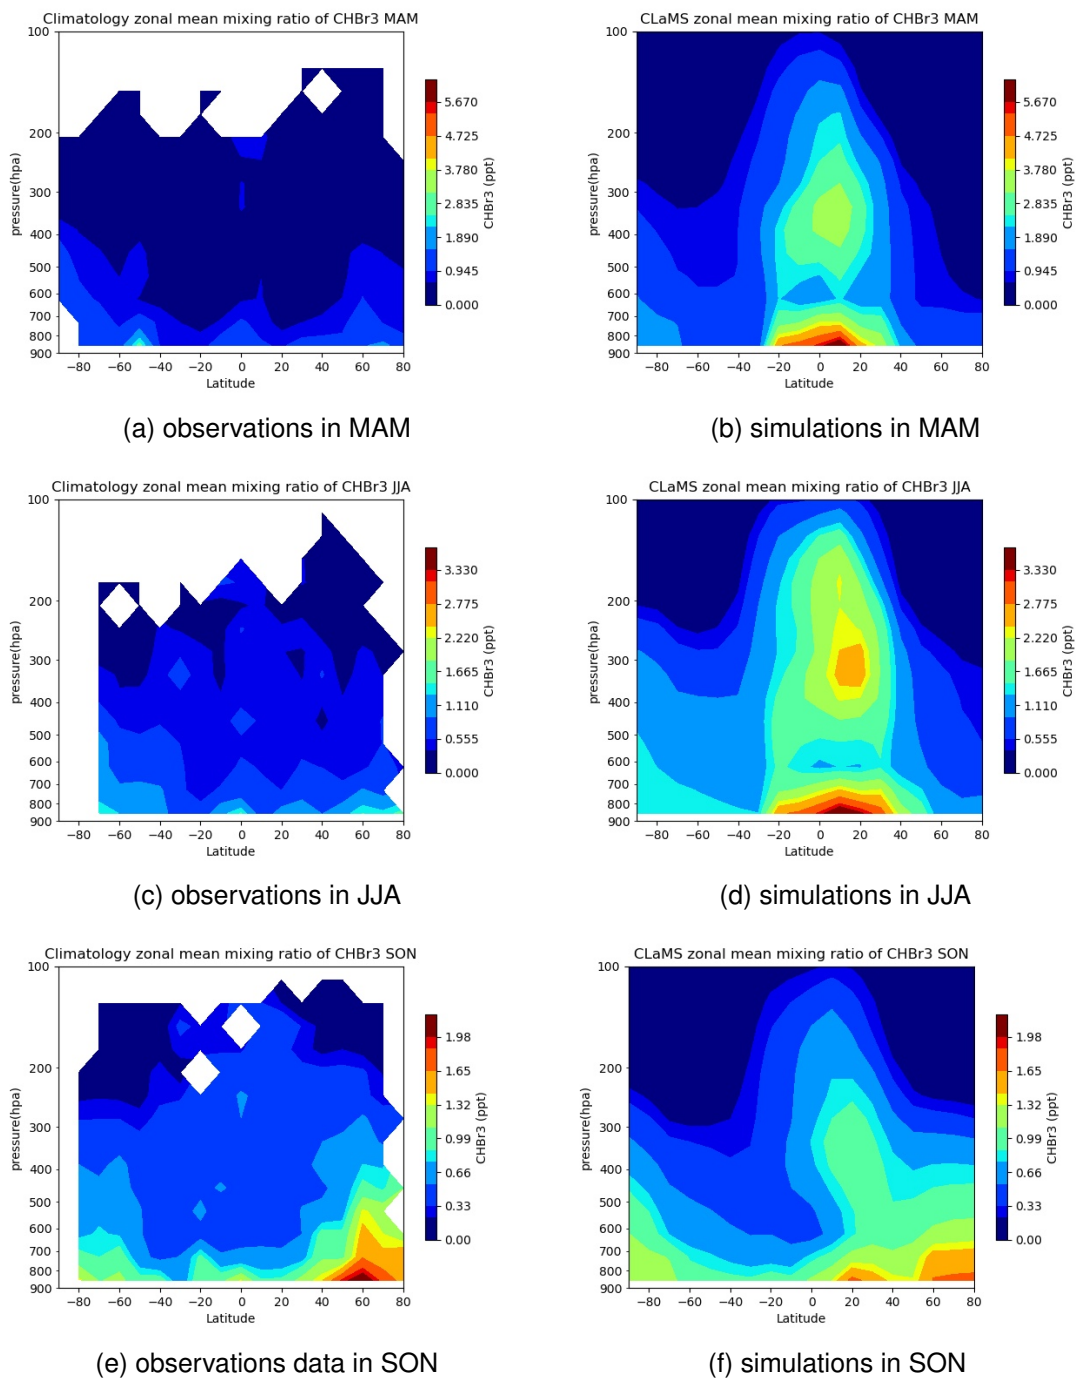 Climatology zonal mean mixing ratio of CHBr3 MAM
100
200
300
400
500
600
700
800
900
pressure(hpa)
−80 −60 −40 −20 0 20 40 60 80
Latitude
5.670
4.725
3.780
2.835
1.890
0.945
0.000
CHBr3 (ppt)
CLaMS zonal mean mixing ratio of CHBr3 MAM
100
200
300
400
500
600
700
800
900
pressure(hpa)
−80 −60 −40 −20 0 20 40 60 80
Latitude
5.670
4.725
3.780
2.835
1.890
0.945
0.000
CHBr3 (ppt)
(a) observations in MAM
(b) simulations in MAM
Climatology zonal mean mixing ratio of CHBr3 JJA
100
200
300
400
500
600
700
800
900
pressure(hpa)
−80 −60 −40 −20 0 20 40 60 80
Latitude
3.330
2.775
2.220
1.665
1.110
0.555
0.000
CHBr3 (ppt)
CLaMS zonal mean mixing ratio of CHBr3 JJA
100
200
300
400
500
600
700
800
900
pressure(hpa)
−80 −60 −40 −20 0 20 40 60 80
Latitude
3.330
2.775
2.220
1.665
1.110
0.555
0.000
CHBr3 (ppt)
(c) observations in JJA
(d) simulations in JJA
Climatology zonal mean mixing ratio of CHBr3 SON
100
200
300
400
500
600
700
800
900
pressure(hpa)
−80 −60 −40 −20 0 20 40 60 80
Latitude
1.98
1.65
1.32
0.99
0.66
0.33
0.00
CHBr3 (ppt)
CLaMS zonal mean mixing ratio of CHBr3 SON
100
200
300
400
500
600
700
800
900
pressure(hpa)
−80 −60 −40 −20 0 20 40 60 80
Latitude
1.98
1.65
1.32
0.99
0.66
0.33
0.00
CHBr3 (ppt)
(e) observations data in SON
(f) simulations in SON